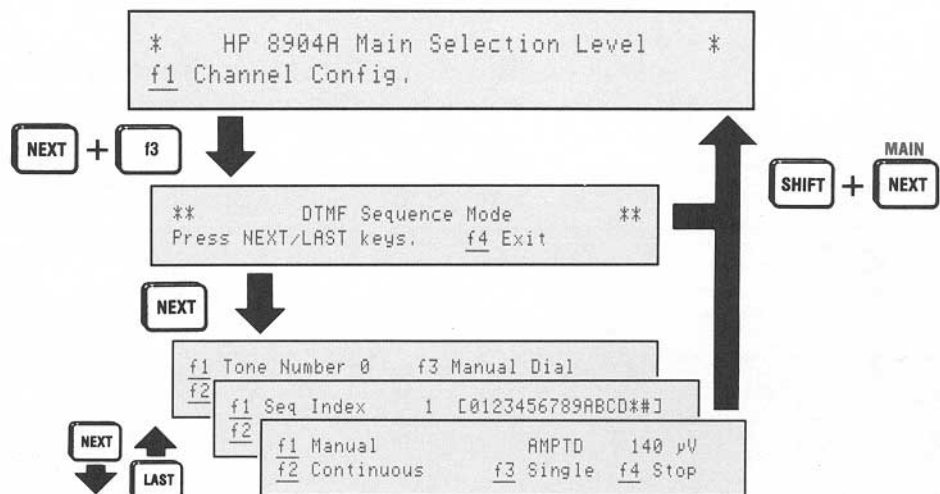 * HP 8904A Main Selection Level *
f1 Channel Config.
NEXT + f3
MAIN
SHIFT + NEXT
** DTMF Sequence Mode **
Press NEXT/LAST keys. f4 Exit
NEXT
f1 Tone Number 0 f3 Manual Dial
f2
f1 Seq Index 1 [0123456789ABCD*#]
f2
f1 Manual AMPTD 140 µV
f2 Continuous f3 Single f4 Stop
NEXT
LAST